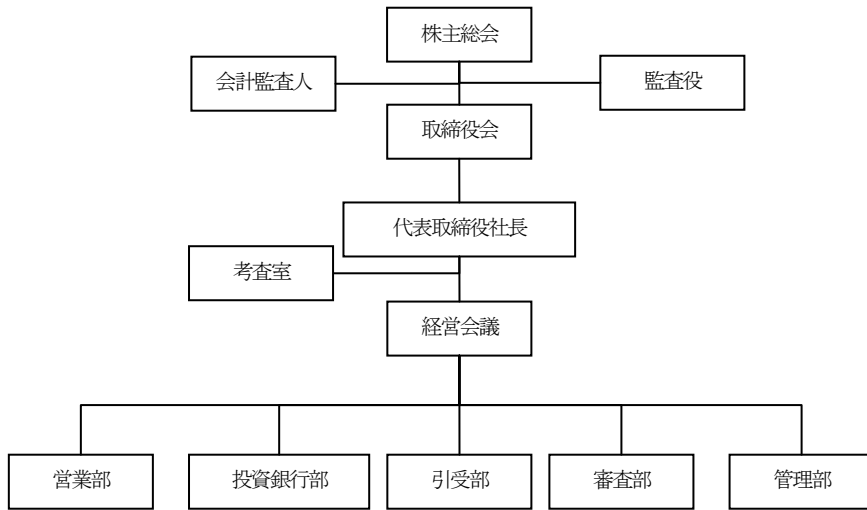 株主総会
会計監査人
監査役
取締役会
代表取締役社長
考査室
経営会議
営業部
投資銀行部
引受部
審査部
管理部